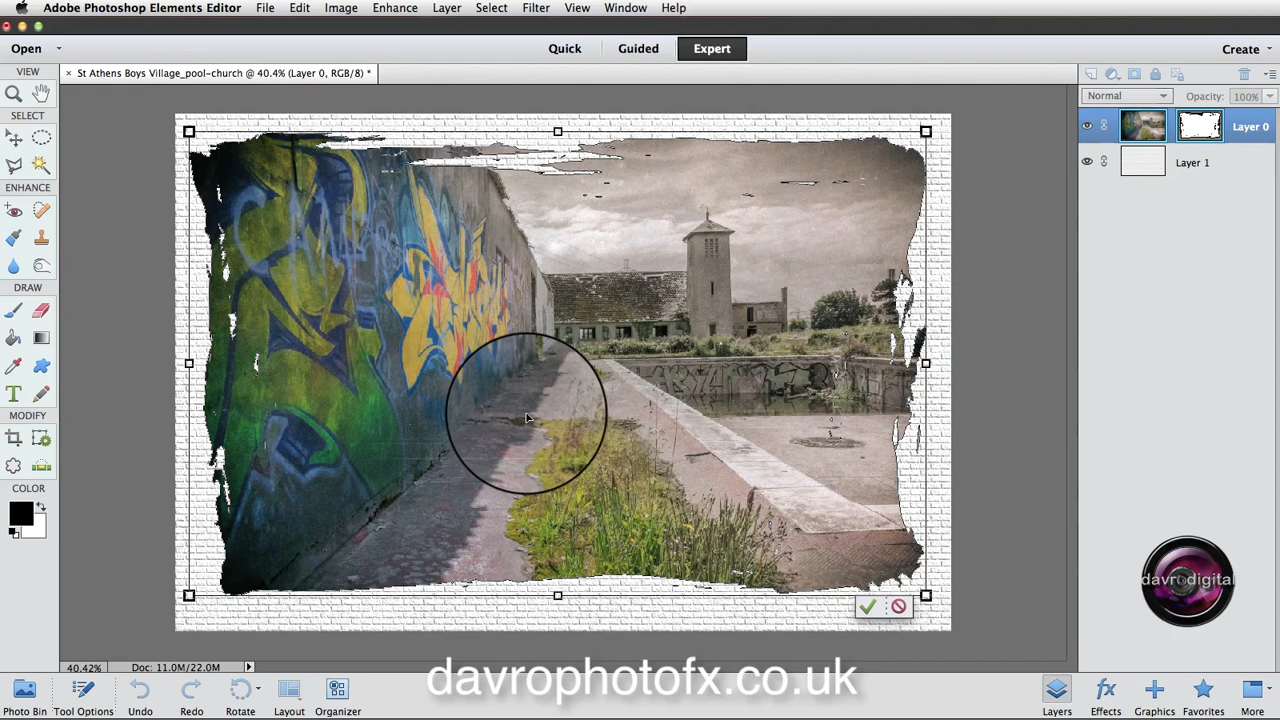 Adobe Photoshop Elements Editor File Edit Image Enhance Layer Select Filter View Window Help
Open Quick Guided Expert Create
VIEW
× St Athens Boys Village_pool-church @ 40.4% (Layer 0, RGB/8) *
Normal Opacity: 100%
SELECT
Layer 0
Layer 1
ENHANCE
DRAW
T
MODIFY
COLOR
davrodigital
40.42% Doc: 11.0M/22.0M
davrophotofx.co.uk
Photo Bin Tool Options Undo Redo Rotate Layout Organizer Layers Effects Graphics Favorites More